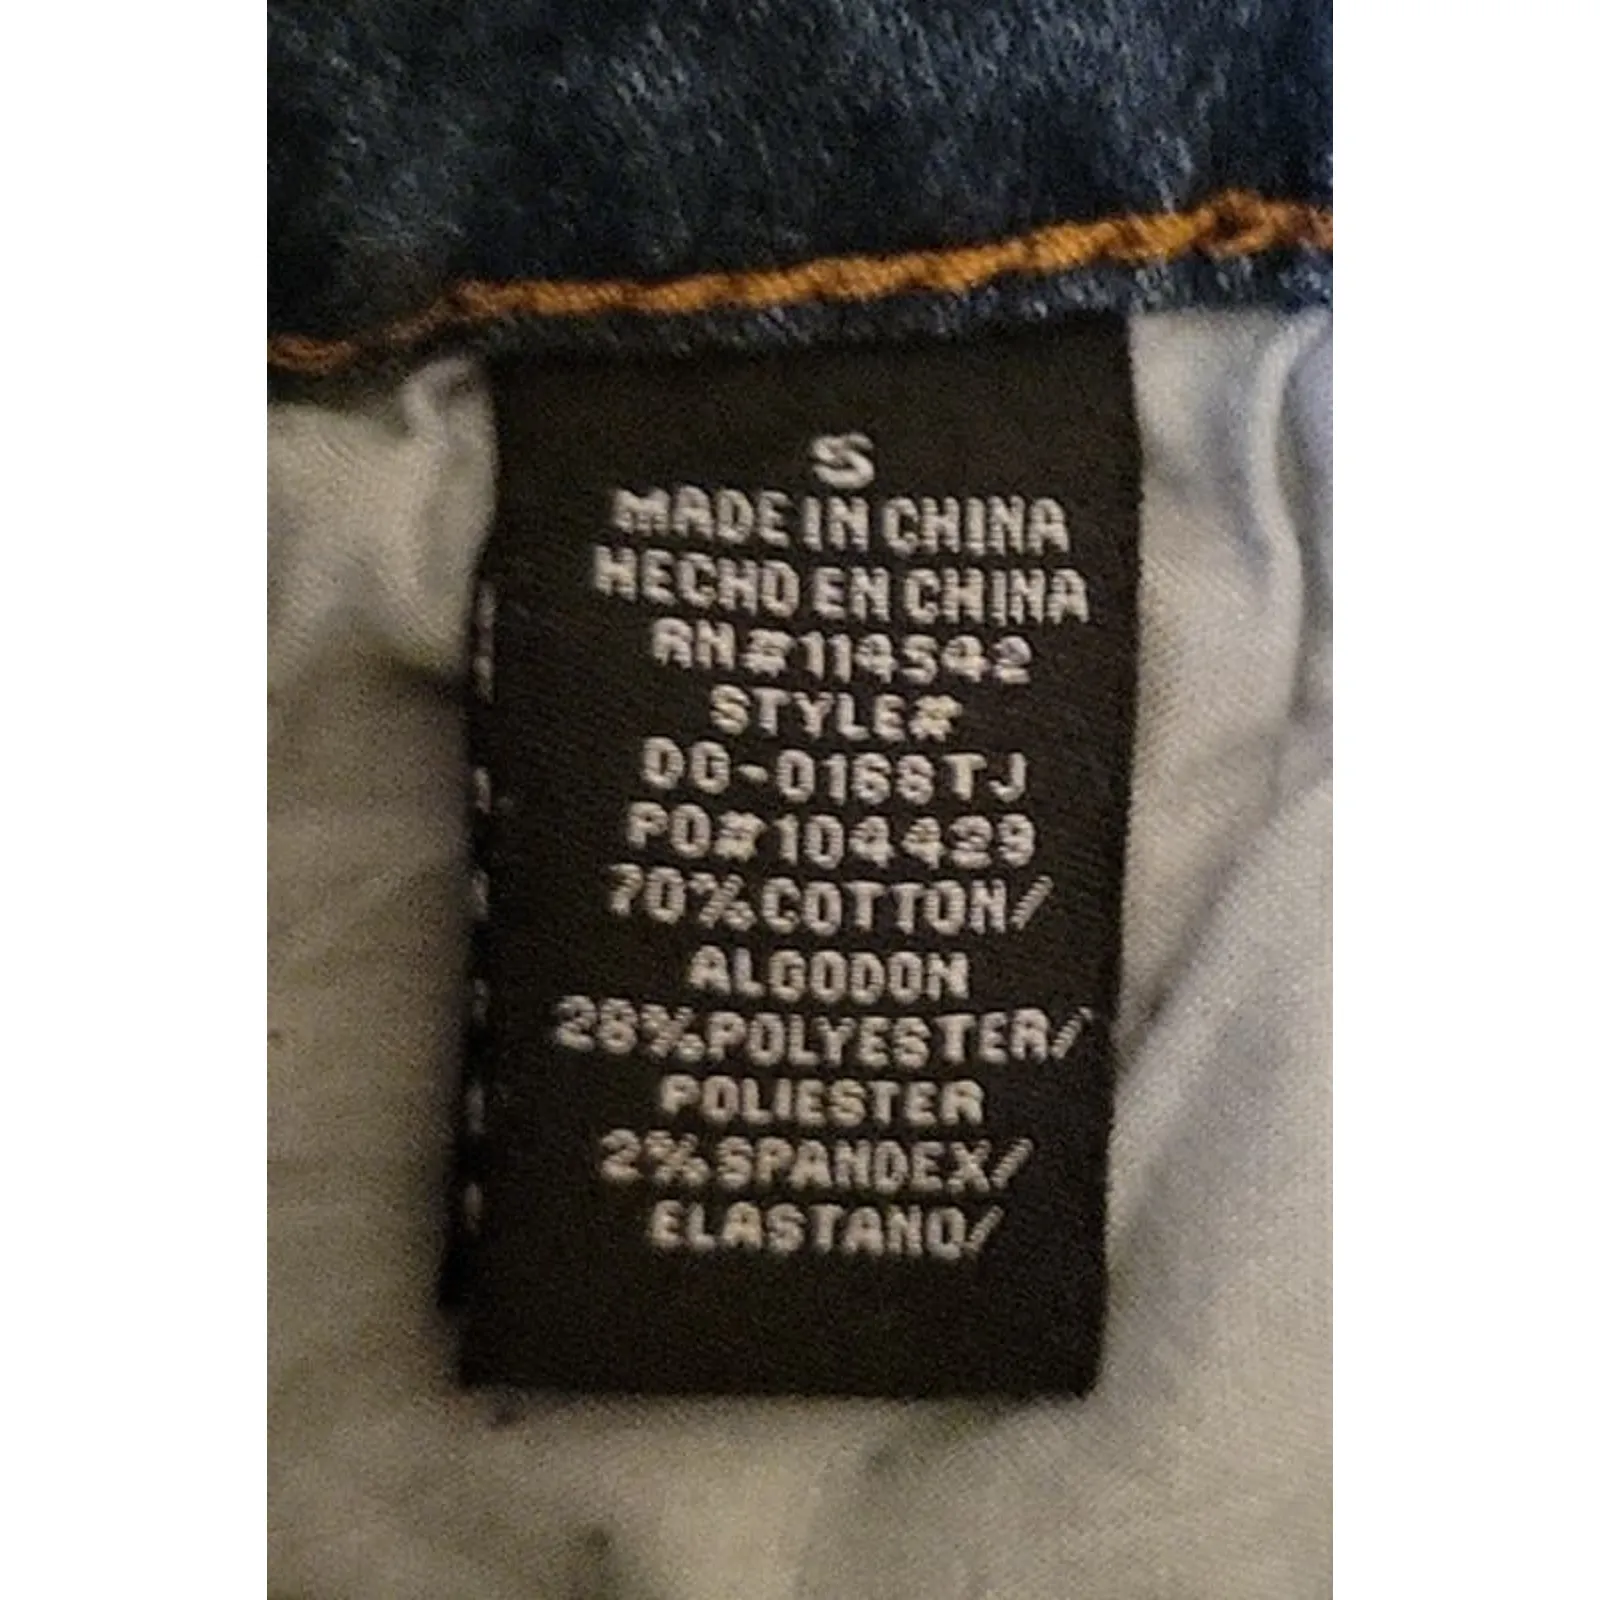 S
MADE IN CHINA
HECHO EN CHINA
RN#114542
STYLE#
DG-0168TJ
PO#104429
70%COTTON/
ALGODON
28%POLYESTER/
POLIESTER
2%SPANDEX/
ELASTANO/